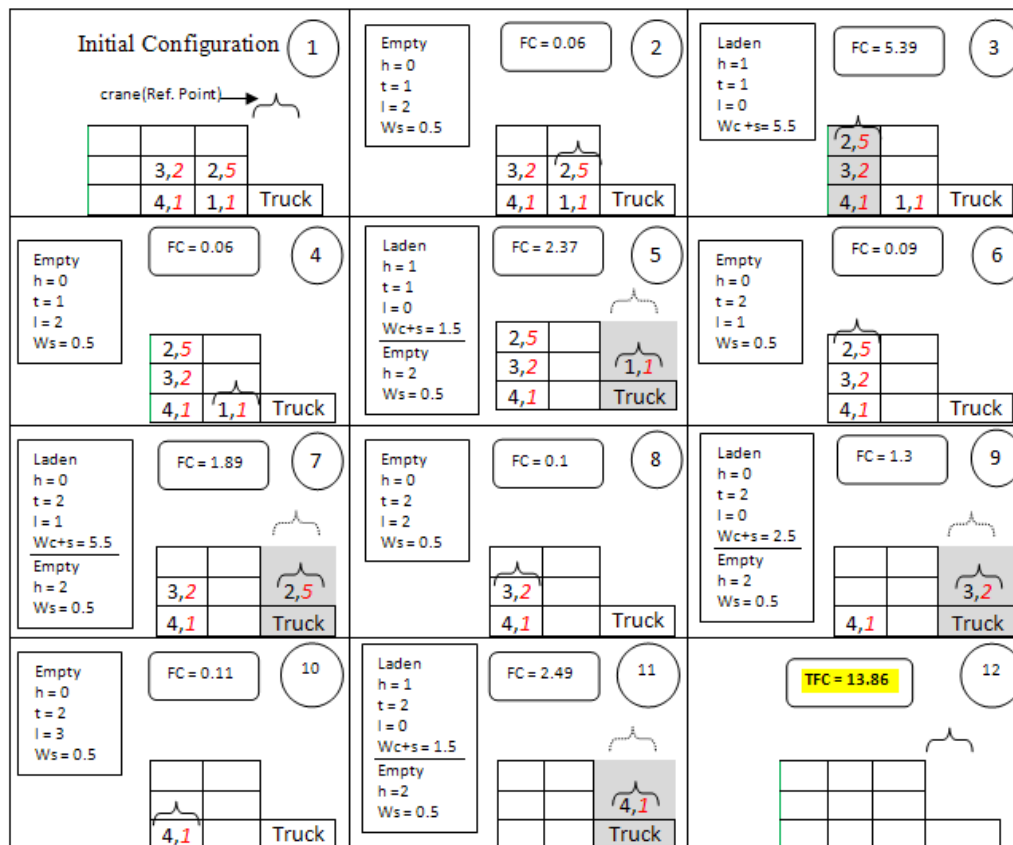 Initial Configuration
1
crane(Ref. Point)
3,2 2,5
4,1 1,1 Truck
Empty
h = 0
t = 1
l = 2
Ws = 0.5
FC = 0.06
2
3,2 2,5
4,1 1,1 Truck
Laden
h =1
t = 1
l = 0
Wc +s= 5.5
FC = 5.39
3
2,5
3,2
4,1 1,1 Truck
Empty
h = 0
t = 1
l = 2
Ws = 0.5
FC = 0.06
4
2,5
3,2
4,1 1,1 Truck
Laden
h = 1
t = 1
l = 0
Wc+s = 1.5
Empty
h = 2
Ws = 0.5
FC = 2.37
5
2,5
3,2 1,1
4,1 Truck
Empty
h = 0
t = 2
l = 1
Ws = 0.5
FC = 0.09
6
2,5
3,2
4,1 Truck
Laden
h = 0
t = 2
l = 1
Wc+s = 5.5
Empty
h = 2
Ws = 0.5
FC = 1.89
7
3,2 2,5
4,1 Truck
Empty
h = 0
t = 2
l = 2
Ws = 0.5
FC = 0.1
8
3,2
4,1 Truck
Laden
h = 0
t = 2
l = 0
Wc+s = 2.5
Empty
h = 2
Ws = 0.5
FC = 1.3
9
3,2
4,1 Truck
Empty
h = 0
t = 2
l = 3
Ws = 0.5
FC = 0.11
10
4,1 Truck
Laden
h = 1
t = 2
l = 0
Wc+s = 1.5
Empty
h =2
Ws = 0.5
FC = 2.49
11
4,1
Truck
TFC = 13.86
12